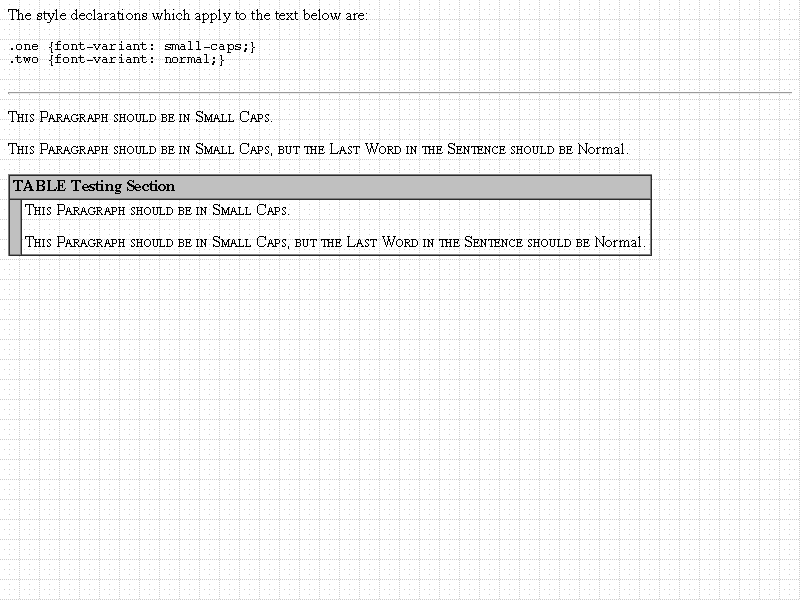 The style declarations which apply to the text below are:
.one {font-variant: small-caps;}
.two {font-variant: normal;}
This Paragraph should be in Small Caps.
This Paragraph should be in Small Caps, but the Last Word in the Sentence should be Normal.
TABLE Testing Section
This Paragraph should be in Small Caps.
This Paragraph should be in Small Caps, but the Last Word in the Sentence should be Normal.